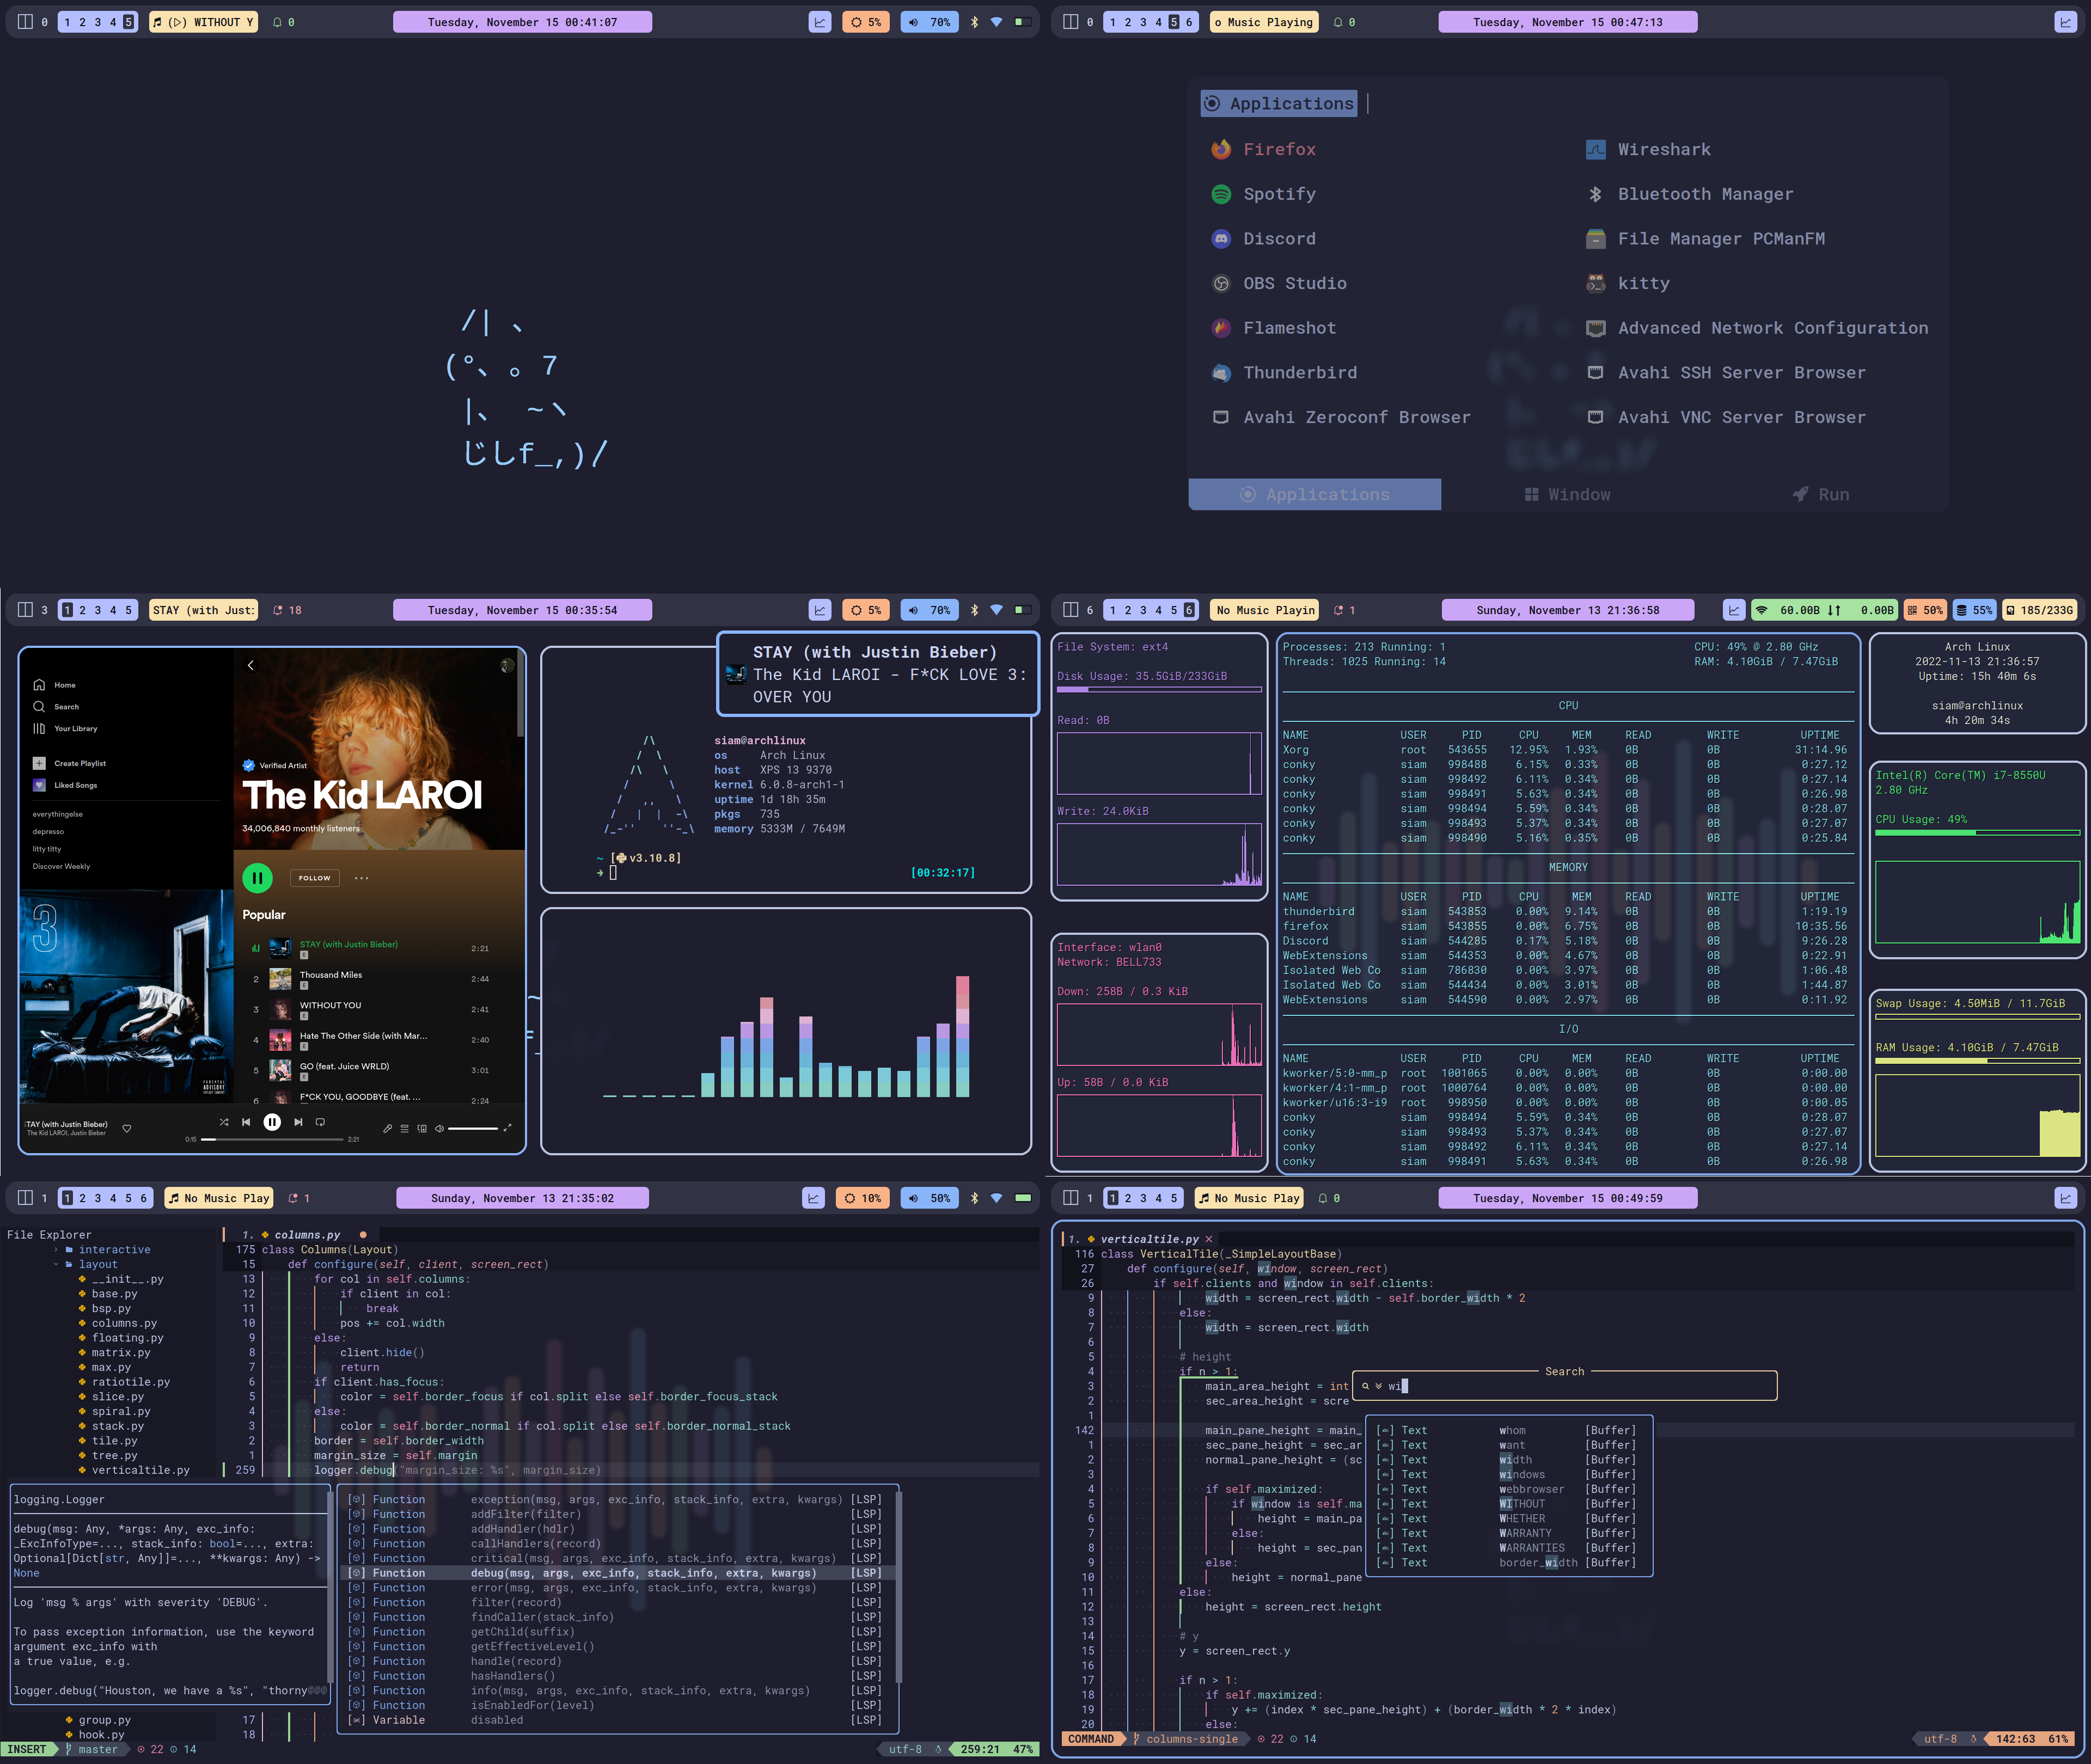 0 1 2 3 4 5 (▷) WITHOUT Y 0 Tuesday, November 15 00:41:07 5% 70%
/| 、
(°、 。7
|、 ~ヽ
じしf_,)/
0 1 2 3 4 5 6 o Music Playing 0 Tuesday, November 15 00:47:13
Applications
Firefox Wireshark
Spotify Bluetooth Manager
Discord File Manager PCManFM
OBS Studio kitty
Flameshot Advanced Network Configuration
Thunderbird Avahi SSH Server Browser
Avahi Zeroconf Browser Avahi VNC Server Browser
Applications Window Run
3 1 2 3 4 5 STAY (with Just: 18 Tuesday, November 15 00:35:54 5% 70%
Home
Search
Your Library
Create Playlist
Liked Songs
everythingelse
depresso
litty titty
Discover Weekly
3
PARENTAL
ADVISORY
EXPLICIT CONTENT
Verified Artist
The Kid LAROI
34,006,840 monthly listeners
FOLLOW
Popular
STAY (with Justin Bieber) 2:21
E
2 Thousand Miles 2:44
E
3 WITHOUT YOU 2:41
E
4 Hate The Other Side (with Mar... 2:40
E
5 GO (feat. Juice WRLD) 3:01
E
6 F*CK YOU, GOODBYE (feat. ... 2:24
TAY (with Justin Bieber)
The Kid LAROI, Justin Bieber
0:15 2:21
STAY (with Justin Bieber)
The Kid LAROI - F*CK LOVE 3:
OVER YOU
siam@archlinux
os Arch Linux
host XPS 13 9370
kernel 6.0.8-arch1-1
uptime 1d 18h 35m
pkgs 735
memory 5333M / 7649M
~ [v3.10.8]
➜ [00:32:17]
6 1 2 3 4 5 6 No Music Playin 1 Sunday, November 13 21:36:58 60.00B ↓↑ 0.00B 50% 55% 185/233G
File System: ext4
Disk Usage: 35.5GiB/233GiB
Read: 0B
Write: 24.0KiB
Interface: wlan0
Network: BELL733
Down: 258B / 0.3 KiB
Up: 58B / 0.0 KiB
Processes: 213 Running: 1 CPU: 49% @ 2.80 GHz
Threads: 1025 Running: 14 RAM: 4.10GiB / 7.47GiB
CPU
NAME USER PID CPU MEM READ WRITE UPTIME
Xorg root 543655 12.95% 1.93% 0B 0B 31:14.96
conky siam 998488 6.15% 0.33% 0B 0B 0:27.12
conky siam 998492 6.11% 0.34% 0B 0B 0:27.14
conky siam 998491 5.63% 0.34% 0B 0B 0:26.98
conky siam 998494 5.59% 0.34% 0B 0B 0:28.07
conky siam 998493 5.37% 0.34% 0B 0B 0:27.07
conky siam 998490 5.16% 0.35% 0B 0B 0:25.84
MEMORY
NAME USER PID CPU MEM READ WRITE UPTIME
thunderbird siam 543853 0.00% 9.14% 0B 0B 1:19.19
firefox siam 543855 0.00% 6.75% 0B 0B 10:35.56
Discord siam 544285 0.17% 5.18% 0B 0B 9:26.28
WebExtensions siam 544353 0.00% 4.67% 0B 0B 0:22.91
Isolated Web Co siam 786830 0.00% 3.97% 0B 0B 1:06.48
Isolated Web Co siam 544434 0.00% 3.01% 0B 0B 1:44.87
WebExtensions siam 544590 0.00% 2.97% 0B 0B 0:11.92
I/O
NAME USER PID CPU MEM READ WRITE UPTIME
kworker/5:0-mm_p root 1001065 0.00% 0.00% 0B 0B 0:00.00
kworker/4:1-mm_p root 1000764 0.00% 0.00% 0B 0B 0:00.00
kworker/u16:3-i9 root 998950 0.00% 0.00% 0B 0B 0:00.05
conky siam 998494 5.59% 0.34% 0B 0B 0:28.07
conky siam 998493 5.37% 0.34% 0B 0B 0:27.07
conky siam 998492 6.11% 0.34% 0B 0B 0:27.14
conky siam 998491 5.63% 0.34% 0B 0B 0:26.98
Arch Linux
2022-11-13 21:36:57
Uptime: 15h 40m 6s
siam@archlinux
4h 20m 34s
Intel(R) Core(TM) i7-8550U
2.80 GHz
CPU Usage: 49%
Swap Usage: 4.50MiB / 11.7GiB
RAM Usage: 4.10GiB / 7.47GiB
1 1 2 3 4 5 6 No Music Play 1 Sunday, November 13 21:35:02 10% 50%
File Explorer
interactive
layout
__init__.py
base.py
bsp.py
columns.py
floating.py
matrix.py
max.py
ratiotile.py
slice.py
spiral.py
stack.py
tile.py
tree.py
verticaltile.py
1. columns.py
175 class Columns(Layout)
15 def configure(self, client, screen_rect)
13 for col in self.columns:
12 if client in col:
11 break
10 pos += col.width
9 else:
8 client.hide()
7 return
6 if client.has_focus:
5 color = self.border_focus if col.split else self.border_focus_stack
4 else:
3 color = self.border_normal if col.split else self.border_normal_stack
2 border = self.border_width
1 margin_size = self.margin
259 logger.debug("margin_size: %s", margin_size)
logging.Logger
debug(msg: Any, *args: Any, exc_info:
_ExcInfoType=..., stack_info: bool=..., extra:
Optional[Dict[str, Any]]=..., **kwargs: Any) ->
None
Log 'msg % args' with severity 'DEBUG'.
To pass exception information, use the keyword
argument exc_info with
a true value, e.g.
logger.debug("Houston, we have a %s", "thorny@@@
Function exception(msg, args, exc_info, stack_info, extra, kwargs) [LSP]
Function addFilter(filter) [LSP]
Function addHandler(hdlr) [LSP]
Function callHandlers(record) [LSP]
Function critical(msg, args, exc_info, stack_info, extra, kwargs) [LSP]
Function debug(msg, args, exc_info, stack_info, extra, kwargs) [LSP]
Function error(msg, args, exc_info, stack_info, extra, kwargs) [LSP]
Function filter(record) [LSP]
Function findCaller(stack_info) [LSP]
Function getChild(suffix) [LSP]
Function getEffectiveLevel() [LSP]
Function handle(record) [LSP]
Function hasHandlers() [LSP]
Function info(msg, args, exc_info, stack_info, extra, kwargs) [LSP]
Function isEnabledFor(level) [LSP]
Variable disabled [LSP]
group.py 17
hook.py 18
INSERT master 22 14 utf-8 259:21 47%
1 1 2 3 4 5 No Music Play 0 Tuesday, November 15 00:49:59
1. verticaltile.py
116 class VerticalTile(_SimpleLayoutBase)
27 def configure(self, window, screen_rect)
26 if self.clients and window in self.clients:
9 width = screen_rect.width - self.border_width * 2
8 else:
7 width = screen_rect.width
6
5 # height
4 if n > 1:
3 main_area_height = int
2 sec_area_height = scre
1
142 main_pane_height = main_
1 sec_pane_height = sec_ar
2 normal_pane_height = (sc
3
4 if self.maximized:
5 if window is self.ma
6 height = main_pa
7 else:
8 height = sec_pan
9 else:
10 height = normal_pane
11 else:
12 height = screen_rect.height
13
14 # y
15 y = screen_rect.y
16
17 if n > 1:
18 if self.maximized:
19 y += (index * sec_pane_height) + (border_width * 2 * index)
20 else:
Search
wi
Text whom [Buffer]
Text want [Buffer]
Text width [Buffer]
Text windows [Buffer]
Text webbrowser [Buffer]
Text WITHOUT [Buffer]
Text WHETHER [Buffer]
Text WARRANTY [Buffer]
Text WARRANTIES [Buffer]
Text border_width [Buffer]
COMMAND columns-single 22 14 utf-8 142:63 61%